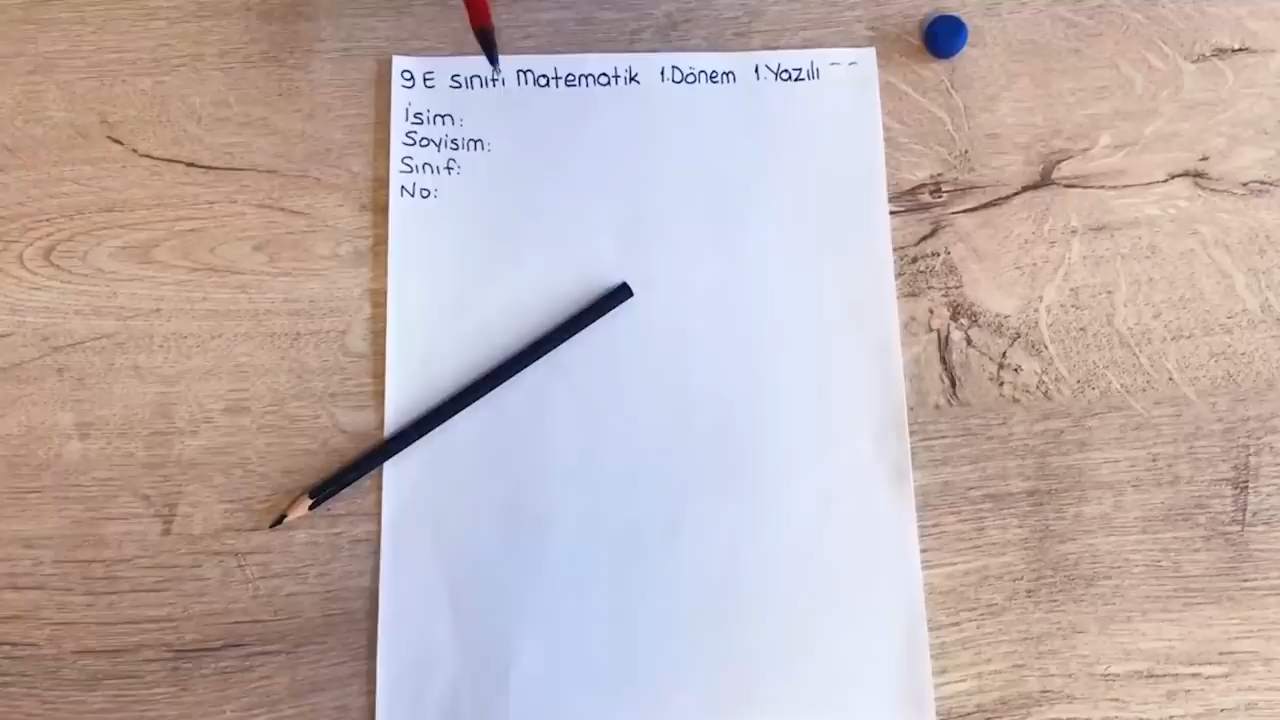 9 E sınıfı Matematik 1.Dönem 1.Yazılı
İsim:
Soyisim:
Sınıf:
No: